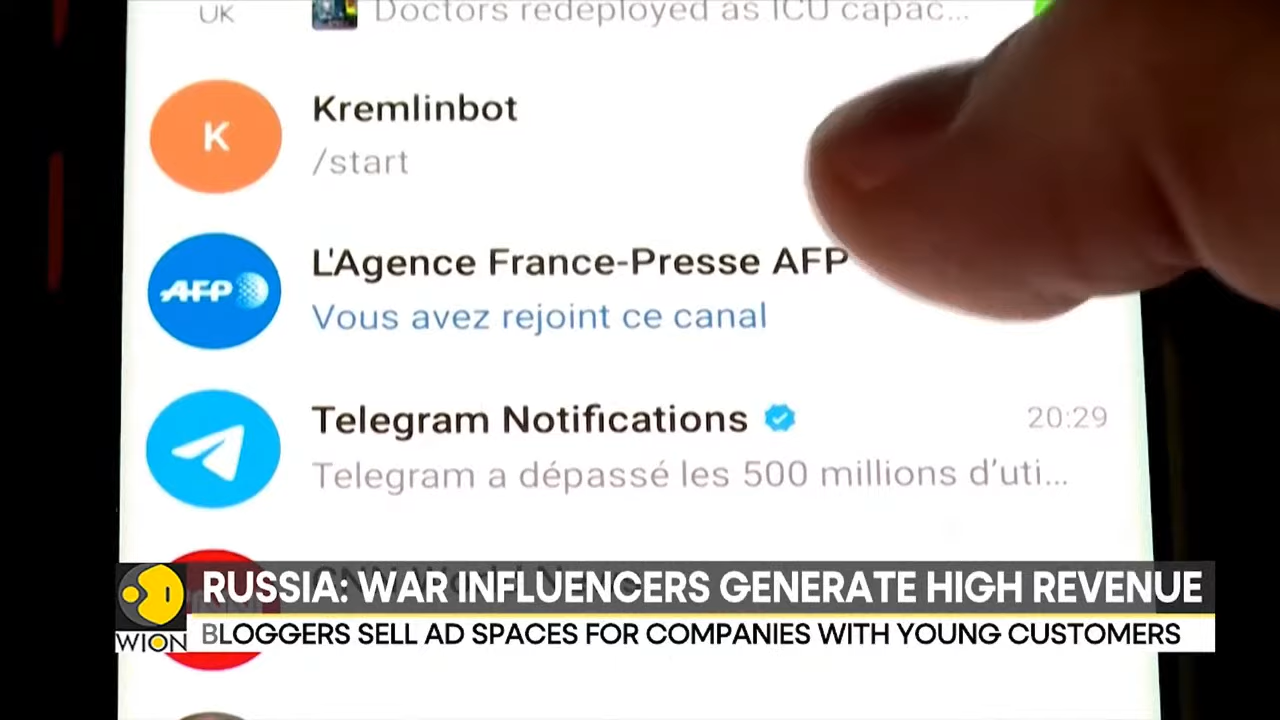 UK
Doctors redeployed as ICU capac...
K
Kremlinbot
/start
AFP
L'Agence France-Presse AFP
Vous avez rejoint ce canal
Telegram Notifications
20:29
Telegram a dépassé les 500 millions d'uti...
RUSSIA: WAR INFLUENCERS GENERATE HIGH REVENUE
WION
BLOGGERS SELL AD SPACES FOR COMPANIES WITH YOUNG CUSTOMERS